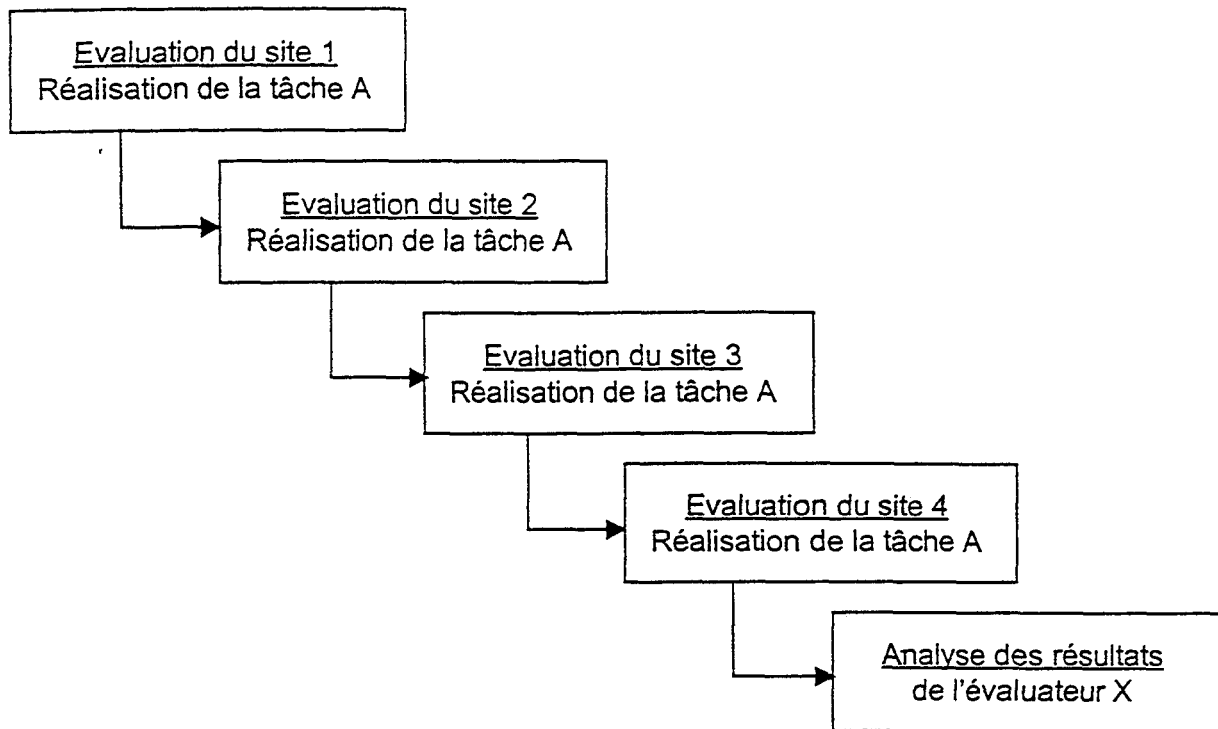 Evaluation du site 1
Réalisation de la tâche A
Evaluation du site 2
Réalisation de la tâche A
Evaluation du site 3
Réalisation de la tâche A
Evaluation du site 4
Réalisation de la tâche A
Analyse des résultats
de l'évaluateur X